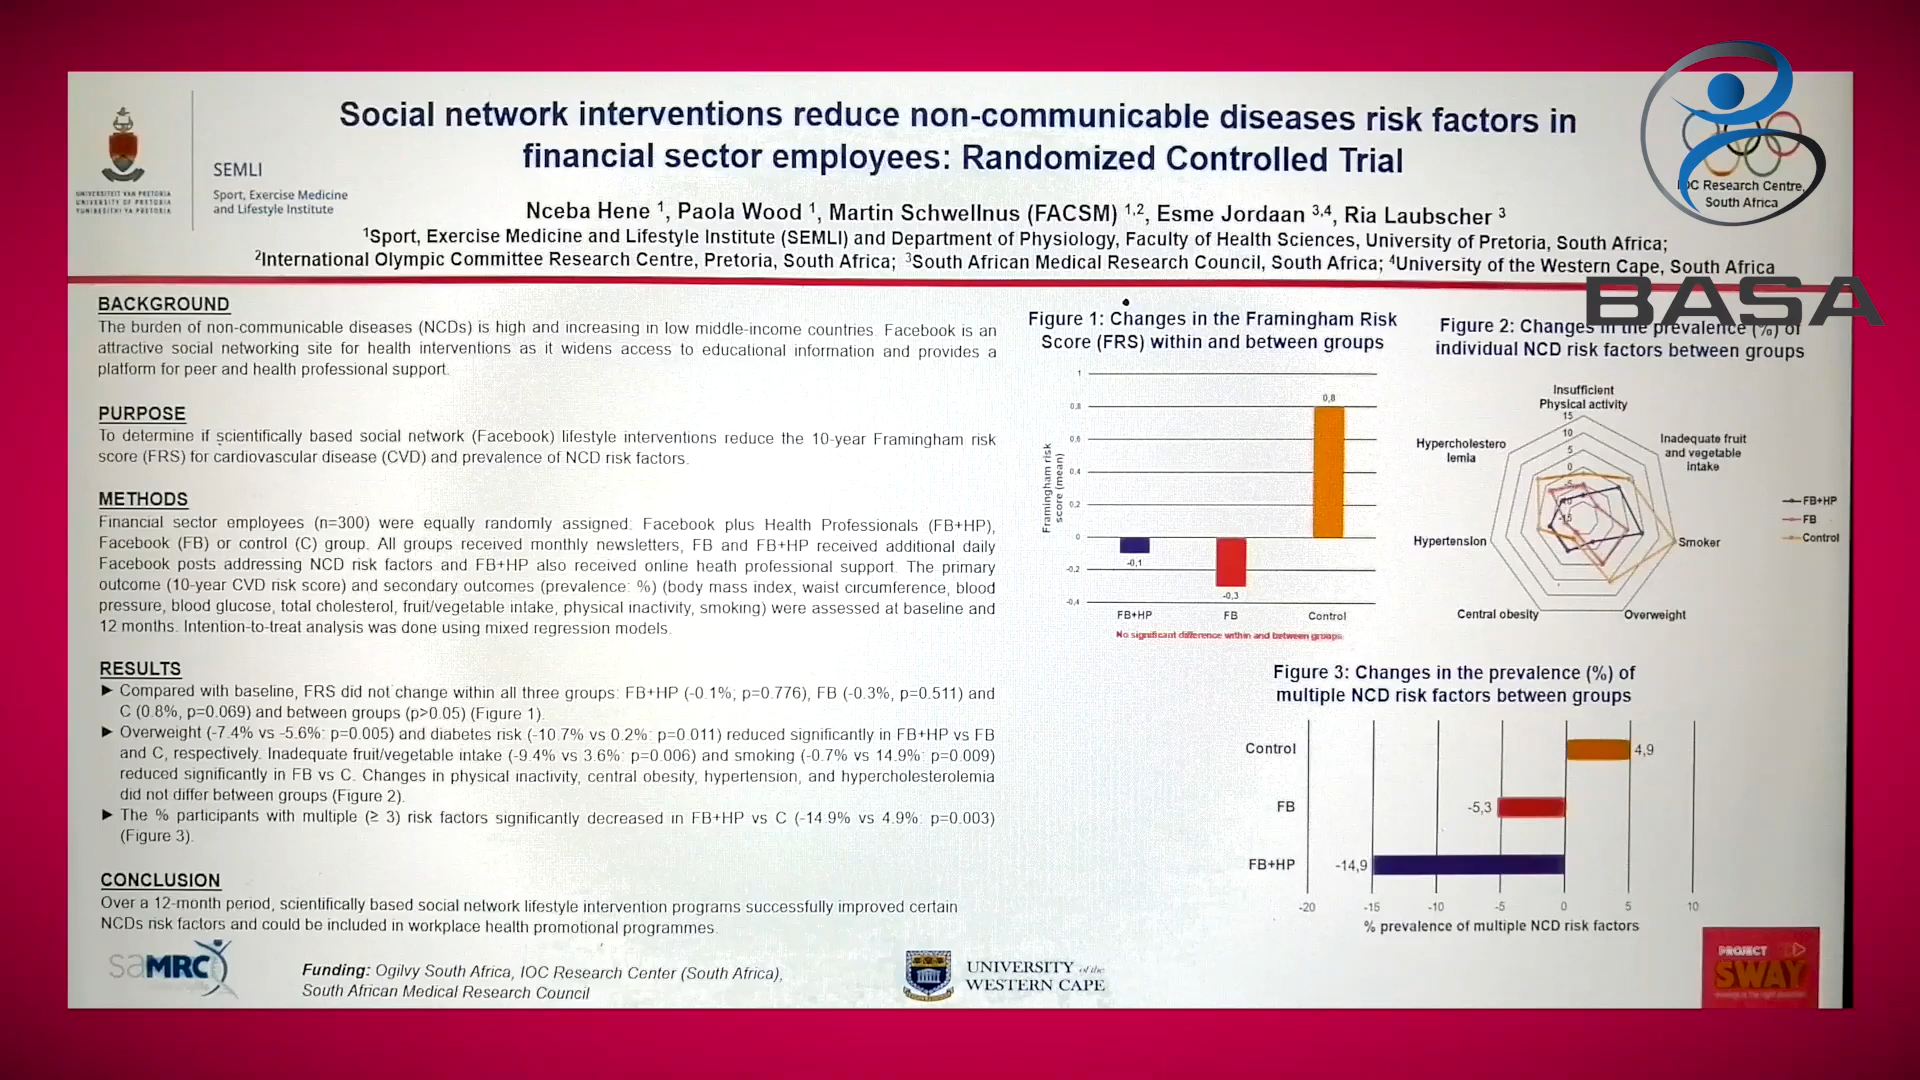 UNIVERSITEIT VAN PRETORIA
UNIVERSITY OF PRETORIA
YUNIBESITHI YA PRETORIA
SEMLI
Sport, Exercise Medicine
and Lifestyle Institute
Social network interventions reduce non-communicable diseases risk factors in
financial sector employees: Randomized Controlled Trial
Nceba Hene 1, Paola Wood 1, Martin Schwellnus (FACSM) 1,2, Esme Jordaan 3,4, Ria Laubscher 3
1Sport, Exercise Medicine and Lifestyle Institute (SEMLI) and Department of Physiology, Faculty of Health Sciences, University of Pretoria, South Africa;
2International Olympic Committee Research Centre, Pretoria, South Africa; 3South African Medical Research Council, South Africa; 4University of the Western Cape, South Africa
IOC Research Centre,
South Africa
BASA
BACKGROUND
The burden of non-communicable diseases (NCDs) is high and increasing in low middle-income countries. Facebook is an
attractive social networking site for health interventions as it widens access to educational information and provides a
platform for peer and health professional support.
PURPOSE
To determine if scientifically based social network (Facebook) lifestyle interventions reduce the 10-year Framingham risk
score (FRS) for cardiovascular disease (CVD) and prevalence of NCD risk factors.
METHODS
Financial sector employees (n=300) were equally randomly assigned: Facebook plus Health Professionals (FB+HP),
Facebook (FB) or control (C) group. All groups received monthly newsletters, FB and FB+HP received additional daily
Facebook posts addressing NCD risk factors and FB+HP also received online heath professional support. The primary
outcome (10-year CVD risk score) and secondary outcomes (prevalence: %) (body mass index, waist circumference, blood
pressure, blood glucose, total cholesterol, fruit/vegetable intake, physical inactivity, smoking) were assessed at baseline and
12 months. Intention-to-treat analysis was done using mixed regression models.
RESULTS
► Compared with baseline, FRS did not change within all three groups: FB+HP (-0.1%; p=0.776), FB (-0.3%, p=0.511) and
C (0.8%, p=0.069) and between groups (p>0.05) (Figure 1).
► Overweight (-7.4% vs -5.6%: p=0.005) and diabetes risk (-10.7% vs 0.2%: p=0.011) reduced significantly in FB+HP vs FB
and C, respectively. Inadequate fruit/vegetable intake (-9.4% vs 3.6%: p=0.006) and smoking (-0.7% vs 14.9%: p=0.009)
reduced significantly in FB vs C. Changes in physical inactivity, central obesity, hypertension, and hypercholesterolemia
did not differ between groups (Figure 2).
► The % participants with multiple (≥ 3) risk factors significantly decreased in FB+HP vs C (-14.9% vs 4.9%: p=0.003)
(Figure 3).
CONCLUSION
Over a 12-month period, scientifically based social network lifestyle intervention programs successfully improved certain
NCDs risk factors and could be included in workplace health promotional programmes.
Figure 1: Changes in the Framingham Risk
Score (FRS) within and between groups
Framingham risk
score (mean)
1
0,8
0,6
0,4
0,2
0
-0,2
-0,4
-0,1
-0,3
0,8
FB+HP FB Control
No significant difference within and between groups
Figure 2: Changes in the prevalence (%) of
individual NCD risk factors between groups
Insufficient
Physical activity
Inadequate fruit
and vegetable
intake
Smoker
Overweight
Central obesity
Hypertension
Hypercholestero
lemia
15
10
5
0
-5
-15
FB+HP
FB
Control
Figure 3: Changes in the prevalence (%) of
multiple NCD risk factors between groups
Control 4,9
FB -5,3
FB+HP -14,9
-20 -15 -10 -5 0 5 10
% prevalence of multiple NCD risk factors
saMRC
Funding: Ogilvy South Africa, IOC Research Center (South Africa),
South African Medical Research Council
UNIVERSITY of the
WESTERN CAPE
PROJECT
SWAY